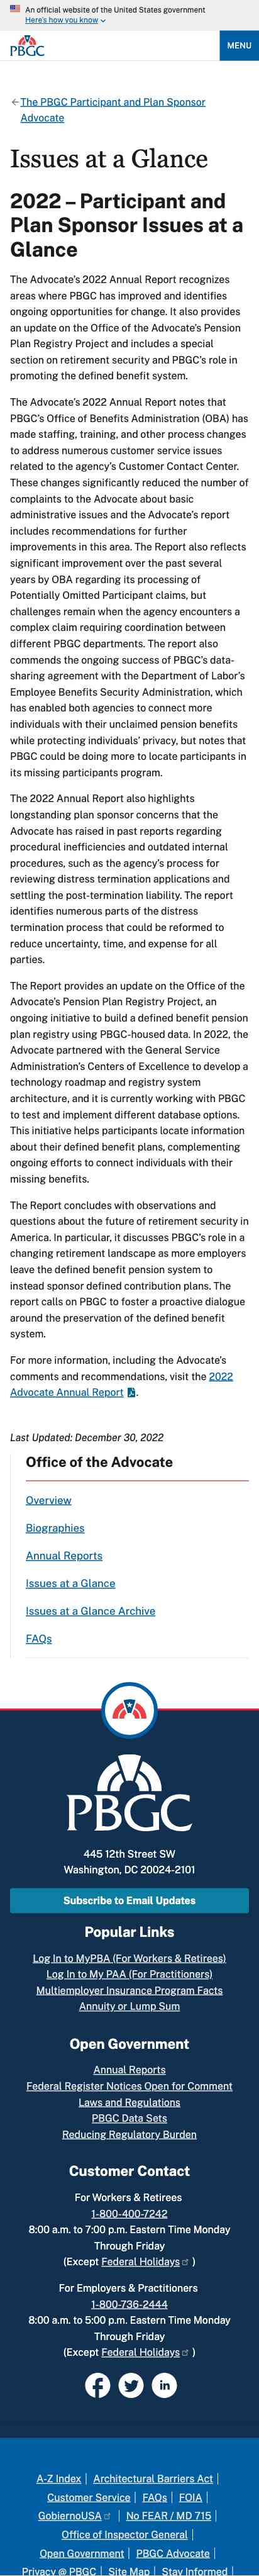 An official website of the United States government
Here's how you know
PBGC
MENU
The PBGC Participant and Plan Sponsor
Advocate
Issues at a Glance
2022 – Participant and
Plan Sponsor Issues at a
Glance
The Advocate's 2022 Annual Report recognizes
areas where PBGC has improved and identifies
ongoing opportunities for change. It also provides
an update on the Office of the Advocate's Pension
Plan Registry Project and includes a special
section on retirement security and PBGC's role in
promoting the defined benefit system.
The Advocate's 2022 Annual Report notes that
PBGC's Office of Benefits Administration (OBA) has
made staffing, training, and other process changes
to address numerous customer service issues
related to the agency's Customer Contact Center.
These changes significantly reduced the number of
complaints to the Advocate about basic
administrative issues and the Advocate's report
includes recommendations for further
improvements in this area. The Report also reflects
significant improvement over the past several
years by OBA regarding its processing of
Potentially Omitted Participant claims, but
challenges remain when the agency encounters a
complex claim requiring coordination between
different PBGC departments. The report also
commends the ongoing success of PBGC's data-
sharing agreement with the Department of Labor's
Employee Benefits Security Administration, which
has enabled both agencies to connect more
individuals with their unclaimed pension benefits
while protecting individuals' privacy, but notes that
PBGC could be doing more to locate participants in
its missing participants program.
The 2022 Annual Report also highlights
longstanding plan sponsor concerns that the
Advocate has raised in past reports regarding
procedural inefficiencies and outdated internal
procedures, such as the agency's process for
reviewing distress termination applications and
settling the post-termination liability. The report
identifies numerous parts of the distress
termination process that could be reformed to
reduce uncertainty, time, and expense for all
parties.
The Report provides an update on the Office of the
Advocate's Pension Plan Registry Project, an
ongoing initiative to build a defined benefit pension
plan registry using PBGC-housed data. In 2022, the
Advocate partnered with the General Service
Administration's Centers of Excellence to develop a
technology roadmap and registry system
architecture, and it is currently working with PBGC
to test and implement different database options.
This initiative helps participants locate information
about their defined benefit plans, complementing
ongoing efforts to connect individuals with their
missing benefits.
The Report concludes with observations and
questions about the future of retirement security in
America. In particular, it discusses PBGC's role in a
changing retirement landscape as more employers
leave the defined benefit pension system to
instead sponsor defined contribution plans. The
report calls on PBGC to foster a proactive dialogue
around the preservation of the defined benefit
system.
For more information, including the Advocate's
comments and recommendations, visit the 2022
Advocate Annual Report.
Last Updated: December 30, 2022
Office of the Advocate
Overview
Biographies
Annual Reports
Issues at a Glance
Issues at a Glance Archive
FAQs
PBGC
445 12th Street SW
Washington, DC 20024-2101
Subscribe to Email Updates
Popular Links
Log In to MyPBA (For Workers & Retirees)
Log In to My PAA (For Practitioners)
Multiemployer Insurance Program Facts
Annuity or Lump Sum
Open Government
Annual Reports
Federal Register Notices Open for Comment
Laws and Regulations
PBGC Data Sets
Reducing Regulatory Burden
Customer Contact
For Workers & Retirees
1-800-400-7242
8:00 a.m. to 7:00 p.m. Eastern Time Monday
Through Friday
(Except Federal Holidays )
For Employers & Practitioners
1-800-736-2444
8:00 a.m. to 5:00 p.m. Eastern Time Monday
Through Friday
(Except Federal Holidays )
A-Z Index | Architectural Barriers Act |
Customer Service | FAQs | FOIA |
GobiernoUSA | No FEAR / MD 715 |
Office of Inspector General |
Open Government | PBGC Advocate |
Privacy @ PBGC | Site Map | Stay Informed |